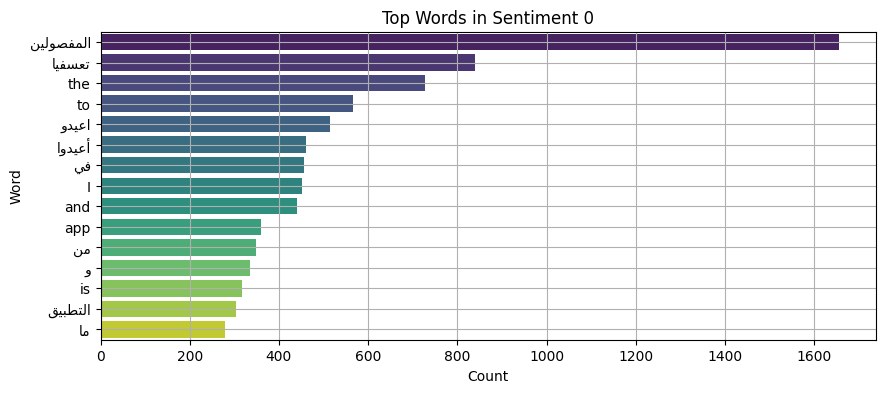 Top Words in Sentiment 0
المفصولين
تعسفيا
the
to
اعيدو
أعيدوا
في
I
and
app
من
و
is
التطبيق
ما
Word
0 200 400 600 800 1000 1200 1400 1600
Count